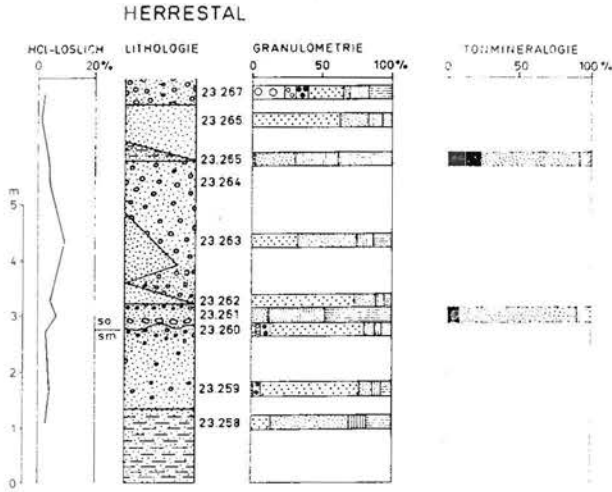 HERRESTAL
HCL-LÖSLICH LITHOLOGIE GRANULOMETRIE TONMINERALOGIE
0 20% 0 50 100% 0 50 100%
23 267
23 265
23 265
23 264
m
5
23 263
4
23 262
3 so 23 251
sm 23 260
2
23 259
1 23 258
0